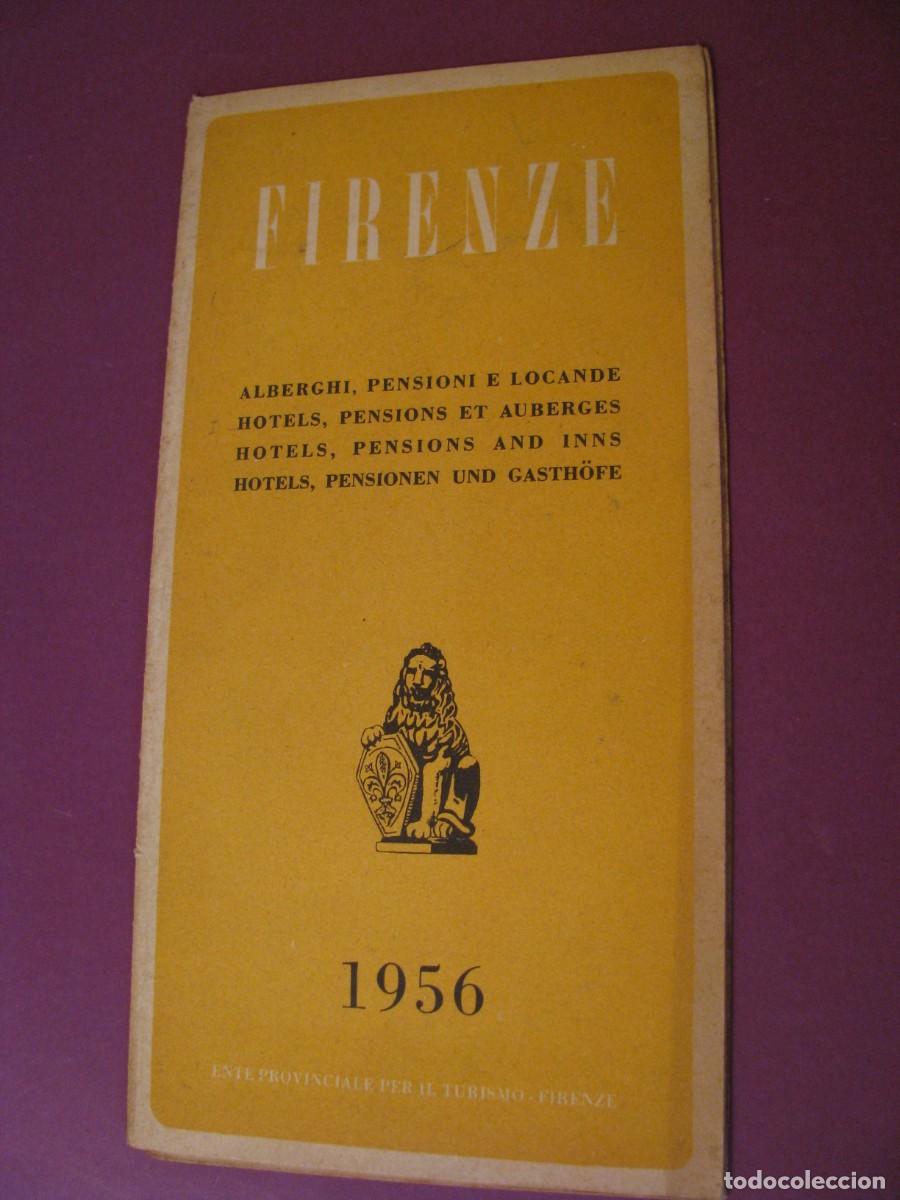 FIRENZE
ALBERGHI, PENSIONI E LOCANDE
HOTELS, PENSIONS ET AUBERGES
HOTELS, PENSIONS AND INNS
HOTELS, PENSIONEN UND GASTHÖFE
1956
ENTE PROVINCIALE PER IL TURISMO - FIRENZE
todocoleccion